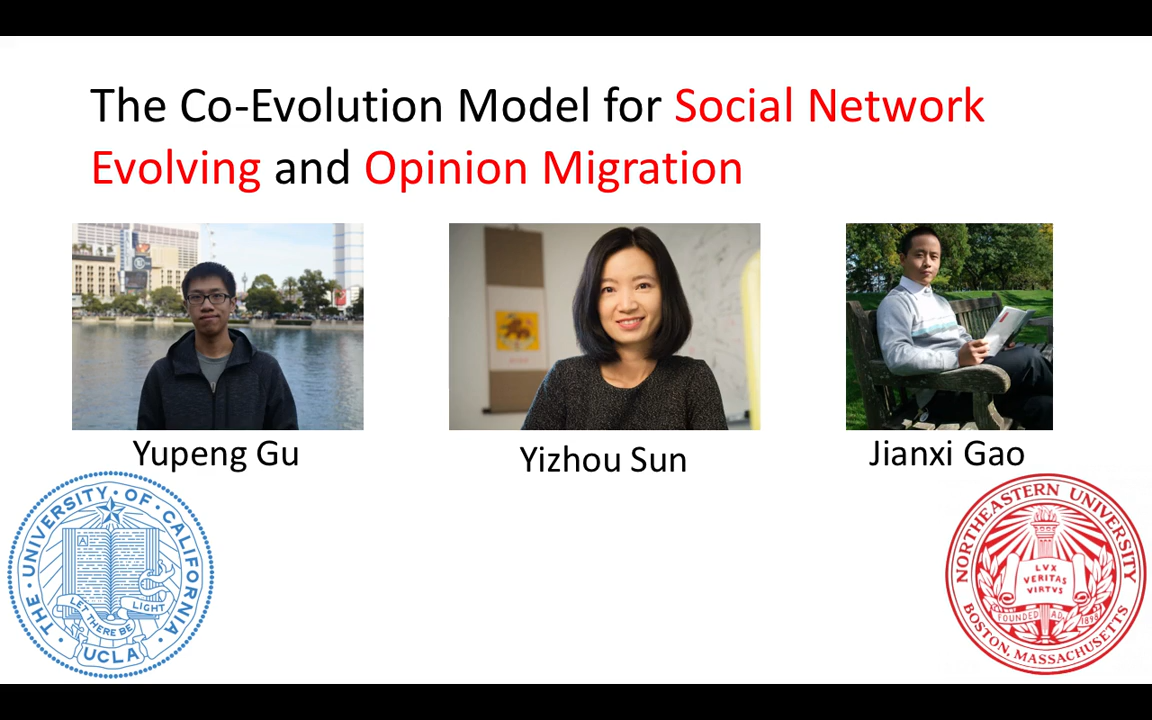 The Co-Evolution Model for Social Network
Evolving and Opinion Migration
Yupeng Gu
Yizhou Sun
Jianxi Gao
· THE · UNIVERSITY · OF · CALIFORNIA ·
A
LET THERE BE
LIGHT
UCLA
NORTHEASTERN UNIVERSITY
LVX
VERITAS
VIRTVS
FOUNDED A.D. 1898
BOSTON, MASSACHUSETTS